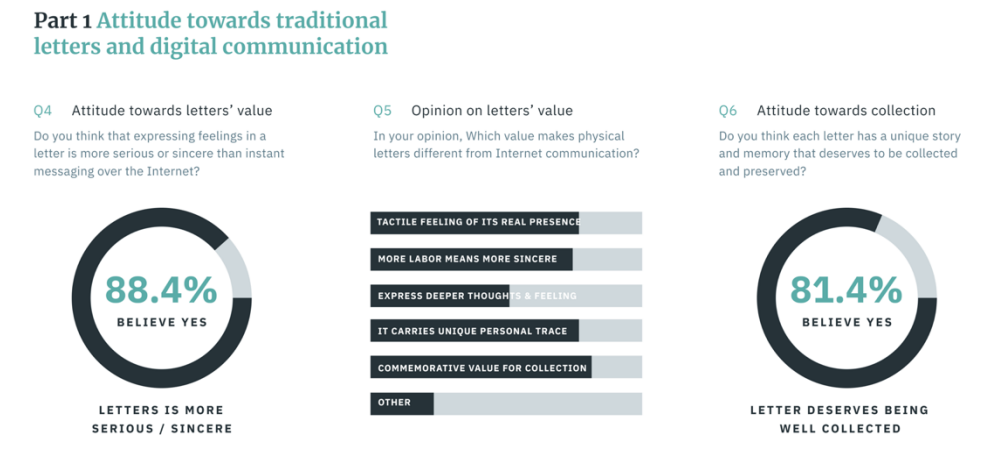 Part 1 Attitude towards traditional
letters and digital communication
Q4 Attitude towards letters’ value
Do you think that expressing feelings in a
letter is more serious or sincere than instant
messaging over the Internet?
88.4%
BELIEVE YES
LETTERS IS MORE
SERIOUS / SINCERE
Q5 Opinion on letters’ value
In your opinion, Which value makes physical
letters different from Internet communication?
TACTILE FEELING OF ITS REAL PRESENCE
MORE LABOR MEANS MORE SINCERE
EXPRESS DEEPER THOUGHTS & FEELING
IT CARRIES UNIQUE PERSONAL TRACE
COMMEMORATIVE VALUE FOR COLLECTION
OTHER
Q6 Attitude towards collection
Do you think each letter has a unique story
and memory that deserves to be collected
and preserved?
81.4%
BELIEVE YES
LETTER DESERVES BEING
WELL COLLECTED